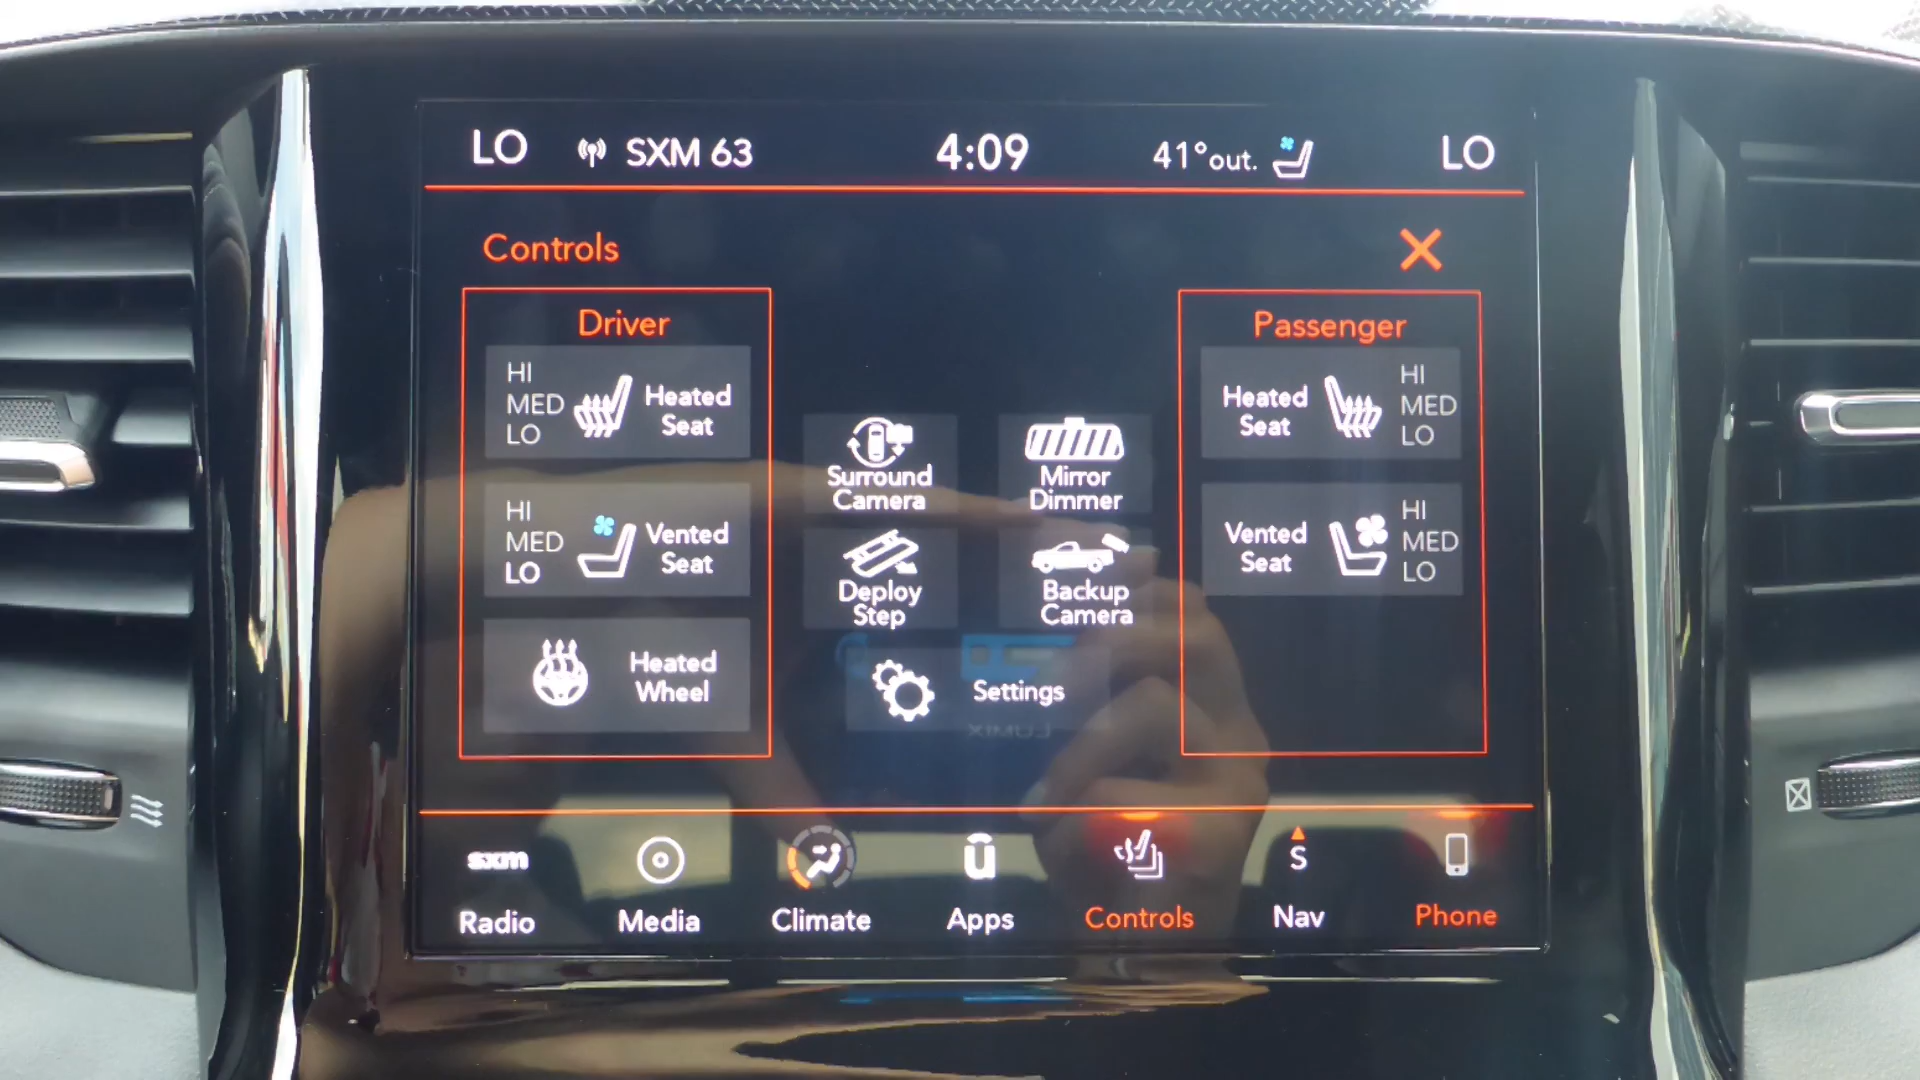 LO SXM 63 4:09 41°out. LO
Controls
Driver
HI
MED
LO
Heated
Seat
HI
MED
LO
Vented
Seat
Heated
Wheel
Surround
Camera
Mirror
Dimmer
Deploy
Step
Backup
Camera
Settings
Passenger
Heated
Seat
HI
MED
LO
Vented
Seat
HI
MED
LO
sxm
Radio
Media
Climate
Apps
Controls
S
Nav
Phone